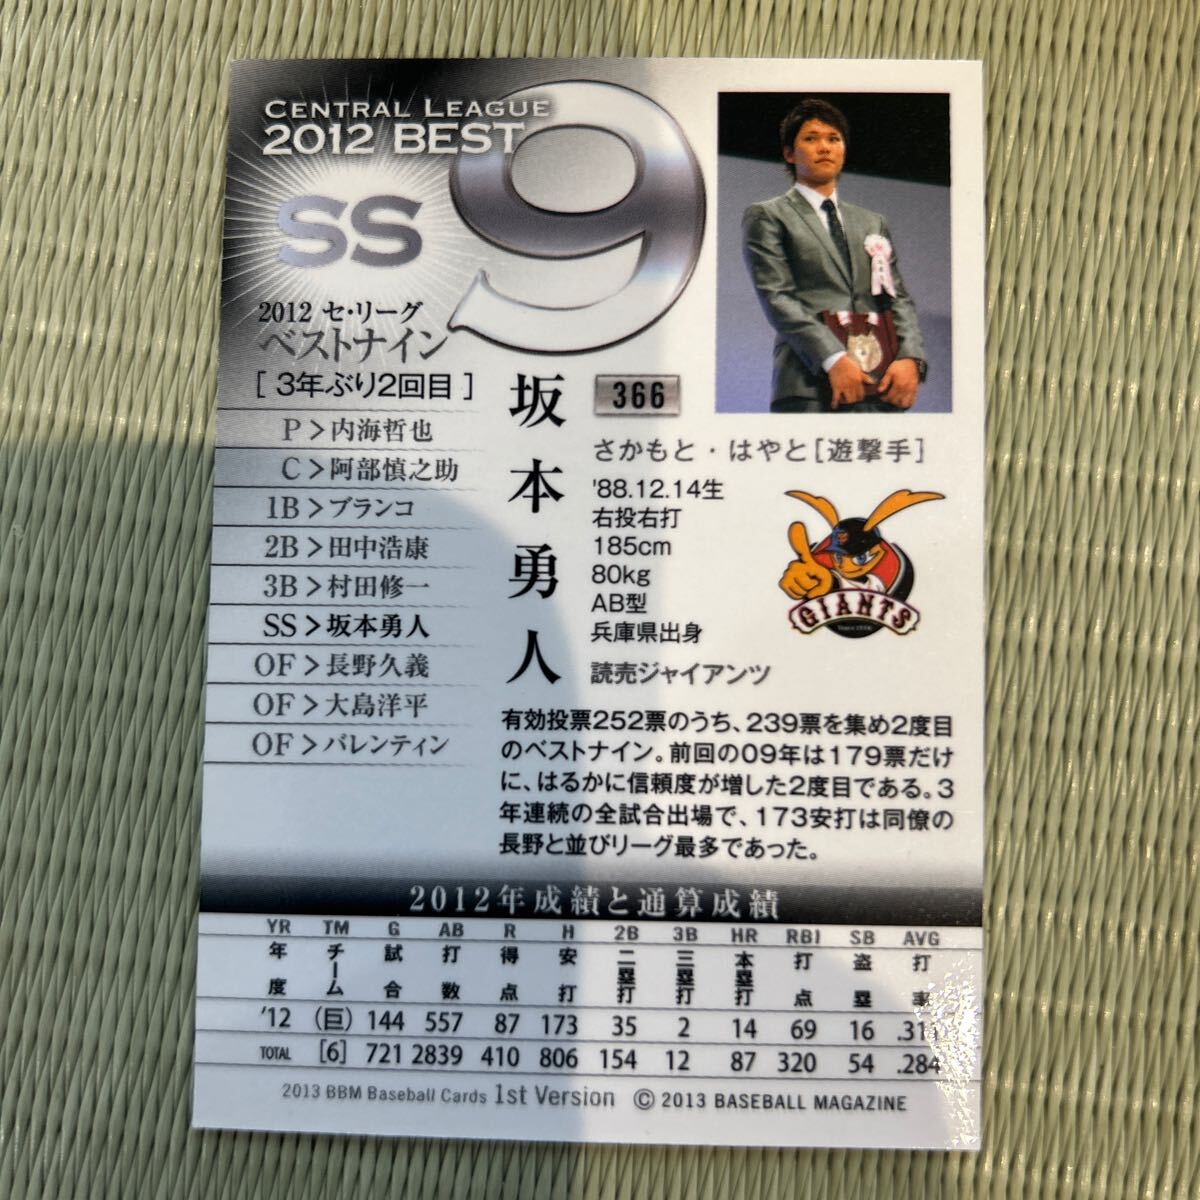 CENTRAL LEAGUE
2012 BEST
9
SS
2012 セ・リーグ
ベストナイン
[ 3年ぶり2回目 ]
P>内海哲也
C>阿部慎之助
1B>ブランコ
2B>田中浩康
3B>村田修一
SS>坂本勇人
OF>長野久義
OF>大島洋平
OF>バレンティン
坂本勇人
366
さかもと・はやと[遊撃手]
'88.12.14生
右投右打
185cm
80kg
AB型
兵庫県出身
読売ジャイアンツ
GIANTS
有効投票252票のうち、239票を集め2度目
のベストナイン。前回の09年は179票だけ
に、はるかに信頼度が増した2度目である。3
年連続の全試合出場で、173安打は同僚の
長野と並びリーグ最多であった。
2012年成績と通算成績
YR TM G AB R H 2B 3B HR RBI SB AVG
年度 チーム 試合 打数 得点 安打 二塁打 三塁打 本塁打 打点 盗塁 打率
'12 (巨) 144 557 87 173 35 2 14 69 16 .311
TOTAL [6] 721 2839 410 806 154 12 87 320 54 .284
2013 BBM Baseball Cards 1st Version © 2013 BASEBALL MAGAZINE